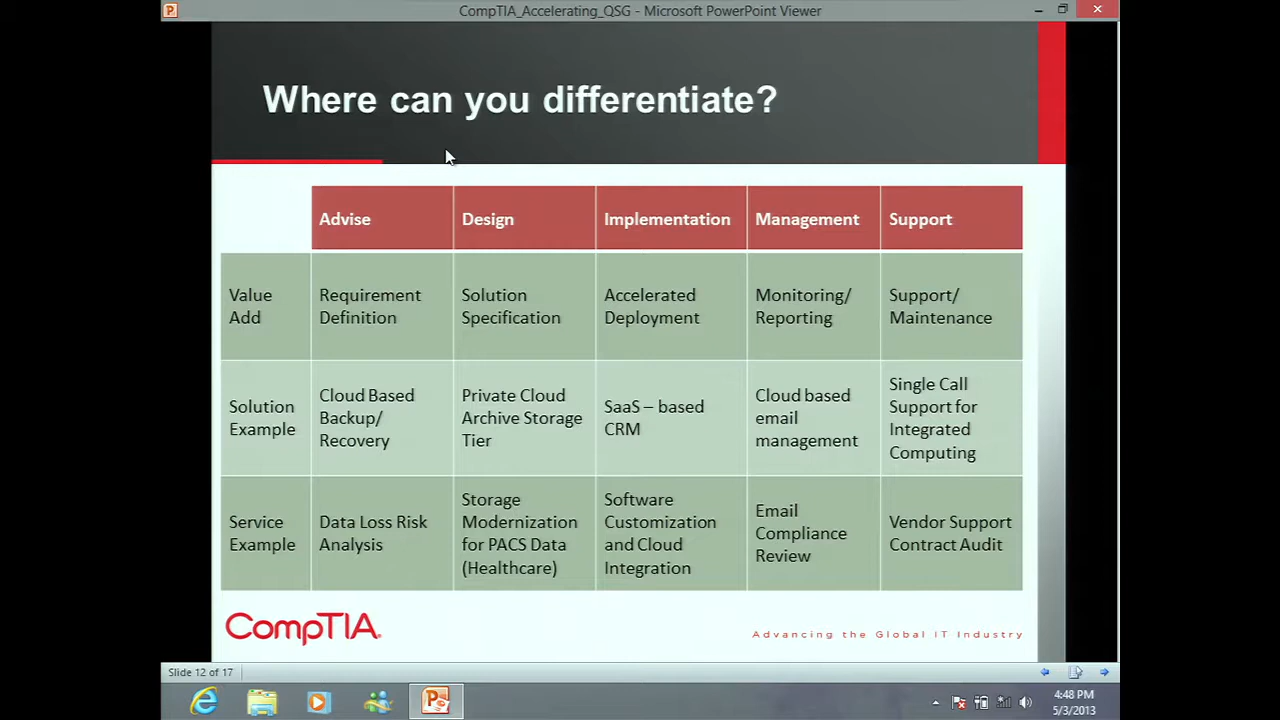 CompTIA_Accelerating_QSG - Microsoft PowerPoint Viewer
Where can you differentiate?
Advise
Design
Implementation
Management
Support
Value
Add
Requirement
Definition
Solution
Specification
Accelerated
Deployment
Monitoring/
Reporting
Support/
Maintenance
Solution
Example
Cloud Based
Backup/
Recovery
Private Cloud
Archive Storage
Tier
SaaS – based
CRM
Cloud based
email
management
Single Call
Support for
Integrated
Computing
Service
Example
Data Loss Risk
Analysis
Storage
Modernization
for PACS Data
(Healthcare)
Software
Customization
and Cloud
Integration
Email
Compliance
Review
Vendor Support
Contract Audit
CompTIA.
Advancing the Global IT Industry
Slide 12 of 17
4:48 PM
5/3/2013